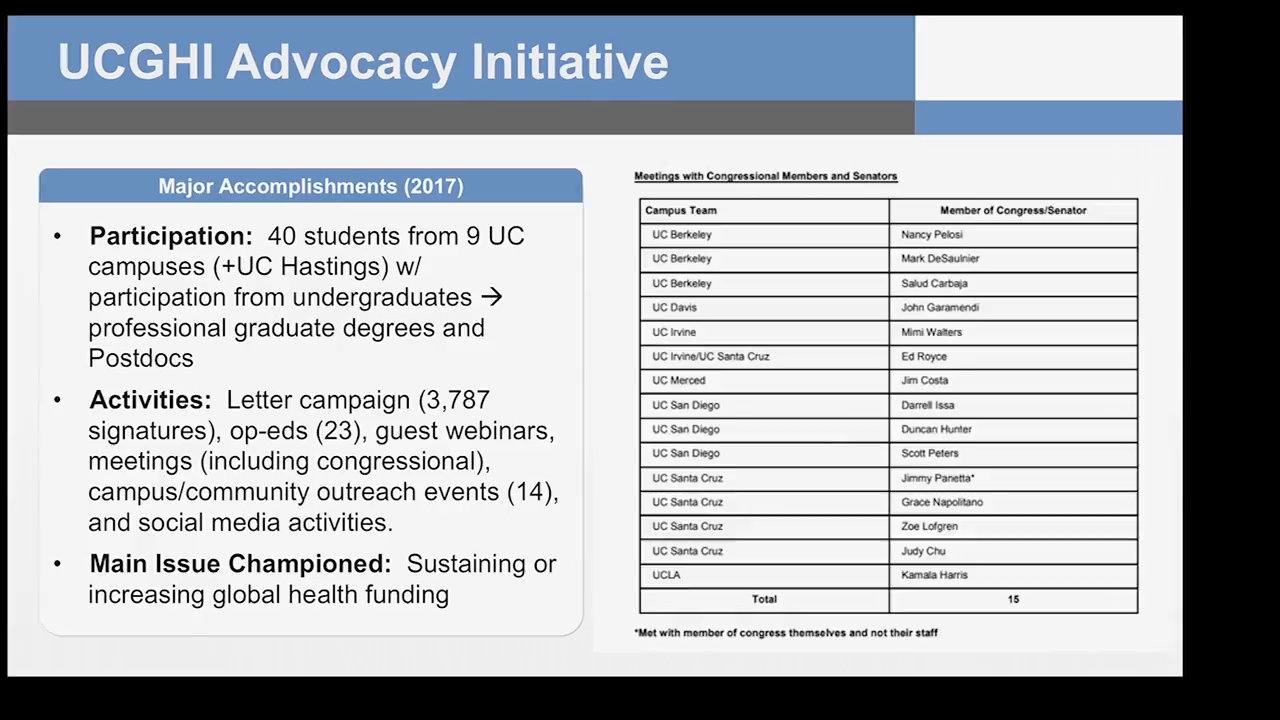 UCGHI Advocacy Initiative
Major Accomplishments (2017)
• Participation: 40 students from 9 UC
campuses (+UC Hastings) w/
participation from undergraduates →
professional graduate degrees and
Postdocs
• Activities: Letter campaign (3,787
signatures), op-eds (23), guest webinars,
meetings (including congressional),
campus/community outreach events (14),
and social media activities.
• Main Issue Championed: Sustaining or
increasing global health funding
Meetings with Congressional Members and Senators
Campus Team Member of Congress/Senator
UC Berkeley Nancy Pelosi
UC Berkeley Mark DeSaulnier
UC Berkeley Salud Carbaja
UC Davis John Garamendi
UC Irvine Mimi Walters
UC Irvine/UC Santa Cruz Ed Royce
UC Merced Jim Costa
UC San Diego Darrell Issa
UC San Diego Duncan Hunter
UC San Diego Scott Peters
UC Santa Cruz Jimmy Panetta*
UC Santa Cruz Grace Napolitano
UC Santa Cruz Zoe Lofgren
UC Santa Cruz Judy Chu
UCLA Kamala Harris
Total 15
*Met with member of congress themselves and not their staff